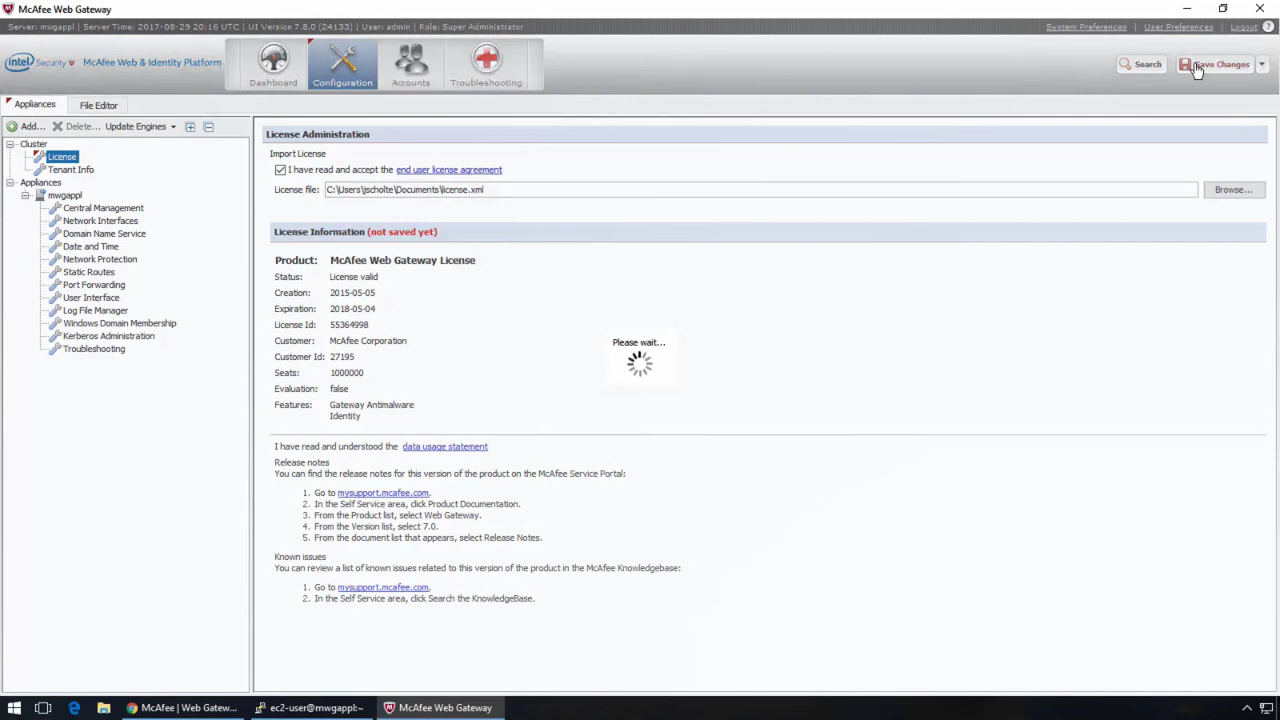 McAfee Web Gateway
Server: mwgappl | Server Time: 2017-08-29 20:16 UTC | UI Version 7.8.0 (24133) | User: admin | Role: Super Administrator
System Preferences | User Preferences | Logout ?
intel Security McAfee Web & Identity Platform
Dashboard
Configuration
Accounts
Troubleshooting
Search
Save Changes
Appliances
File Editor
Add... Delete... Update Engines
Cluster
License
Tenant Info
Appliances
mwgappl
Central Management
Network Interfaces
Domain Name Service
Date and Time
Network Protection
Static Routes
Port Forwarding
User Interface
Log File Manager
Windows Domain Membership
Kerberos Administration
Troubleshooting
License Administration
Import License
I have read and accept the end user license agreement
License file: C:\Users\jscholte\Documents\license.xml Browse...
License Information (not saved yet)
Product: McAfee Web Gateway License
Status: License valid
Creation: 2015-05-05
Expiration: 2018-05-04
License Id: 55364998
Customer: McAfee Corporation
Customer Id: 27195
Seats: 1000000
Evaluation: false
Features: Gateway Antimalware
Identity
Please wait...
I have read and understood the data usage statement
Release notes
You can find the release notes for this version of the product on the McAfee Service Portal:
1. Go to mysupport.mcafee.com.
2. In the Self Service area, click Product Documentation.
3. From the Product list, select Web Gateway.
4. From the Version list, select 7.0.
5. From the document list that appears, select Release Notes.
Known issues
You can review a list of known issues related to this version of the product in the McAfee Knowledgebase:
1. Go to mysupport.mcafee.com.
2. In the Self Service area, click Search the KnowledgeBase.
McAfee | Web Gatew...
ec2-user@mwgappl:~
McAfee Web Gateway